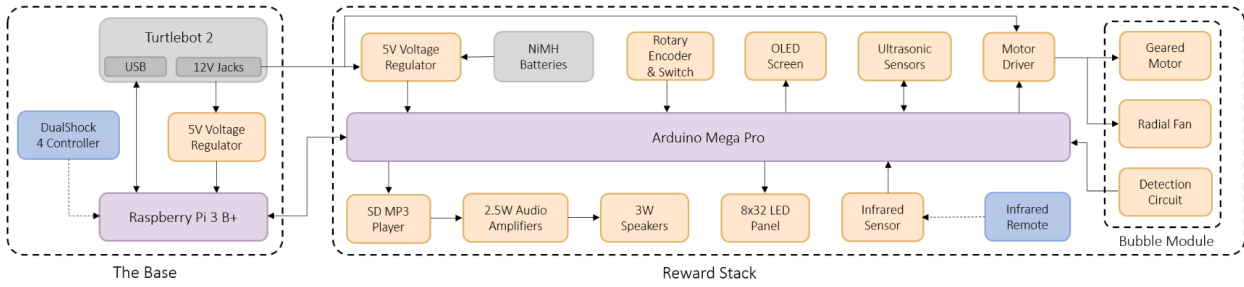 Turtlebot 2
USB
12V Jacks
DualShock
4 Controller
5V Voltage
Regulator
Raspberry Pi 3 B+
The Base
5V Voltage
Regulator
NiMH
Batteries
Rotary
Encoder
& Switch
OLED
Screen
Ultrasonic
Sensors
Motor
Driver
Arduino Mega Pro
SD MP3
Player
2.5W Audio
Amplifiers
3W
Speakers
8x32 LED
Panel
Infrared
Sensor
Infrared
Remote
Geared
Motor
Radial Fan
Detection
Circuit
Bubble Module
Reward Stack